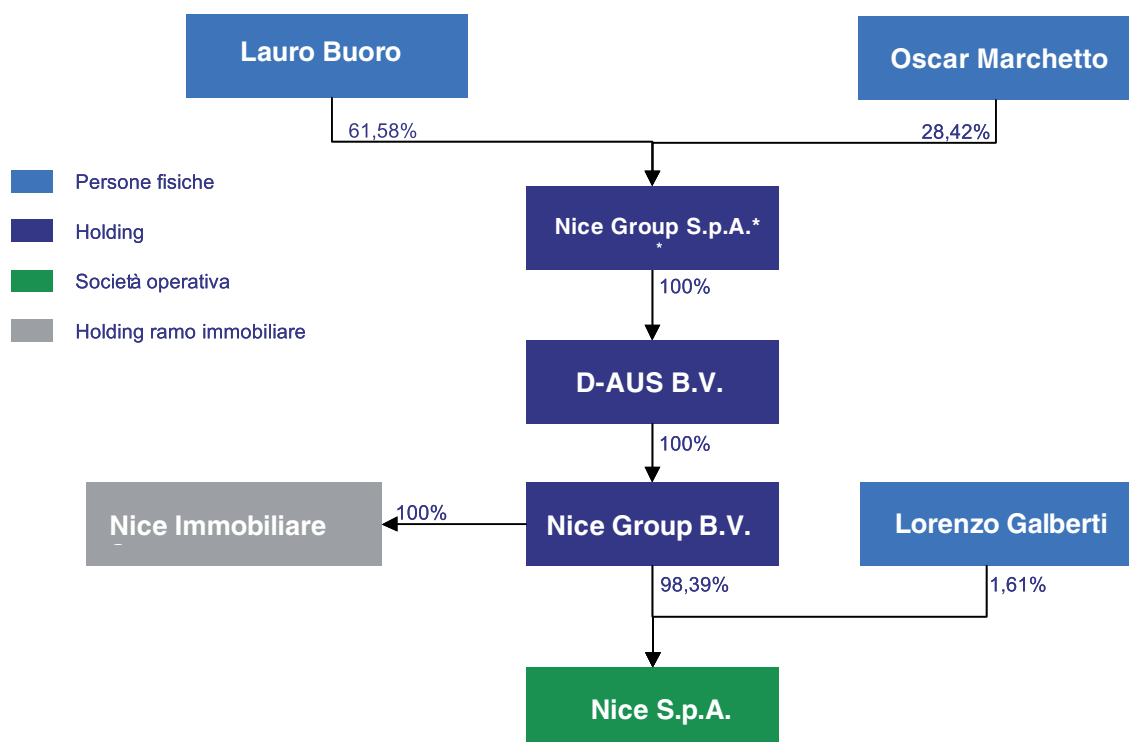 Lauro Buoro
Oscar Marchetto
61,58%
28,42%
Persone fisiche
Holding
Società operativa
Holding ramo immobiliare
Nice Group S.p.A.*
*
100%
D-AUS B.V.
100%
Nice Immobiliare
100%
Nice Group B.V.
Lorenzo Galberti
98,39%
1,61%
Nice S.p.A.